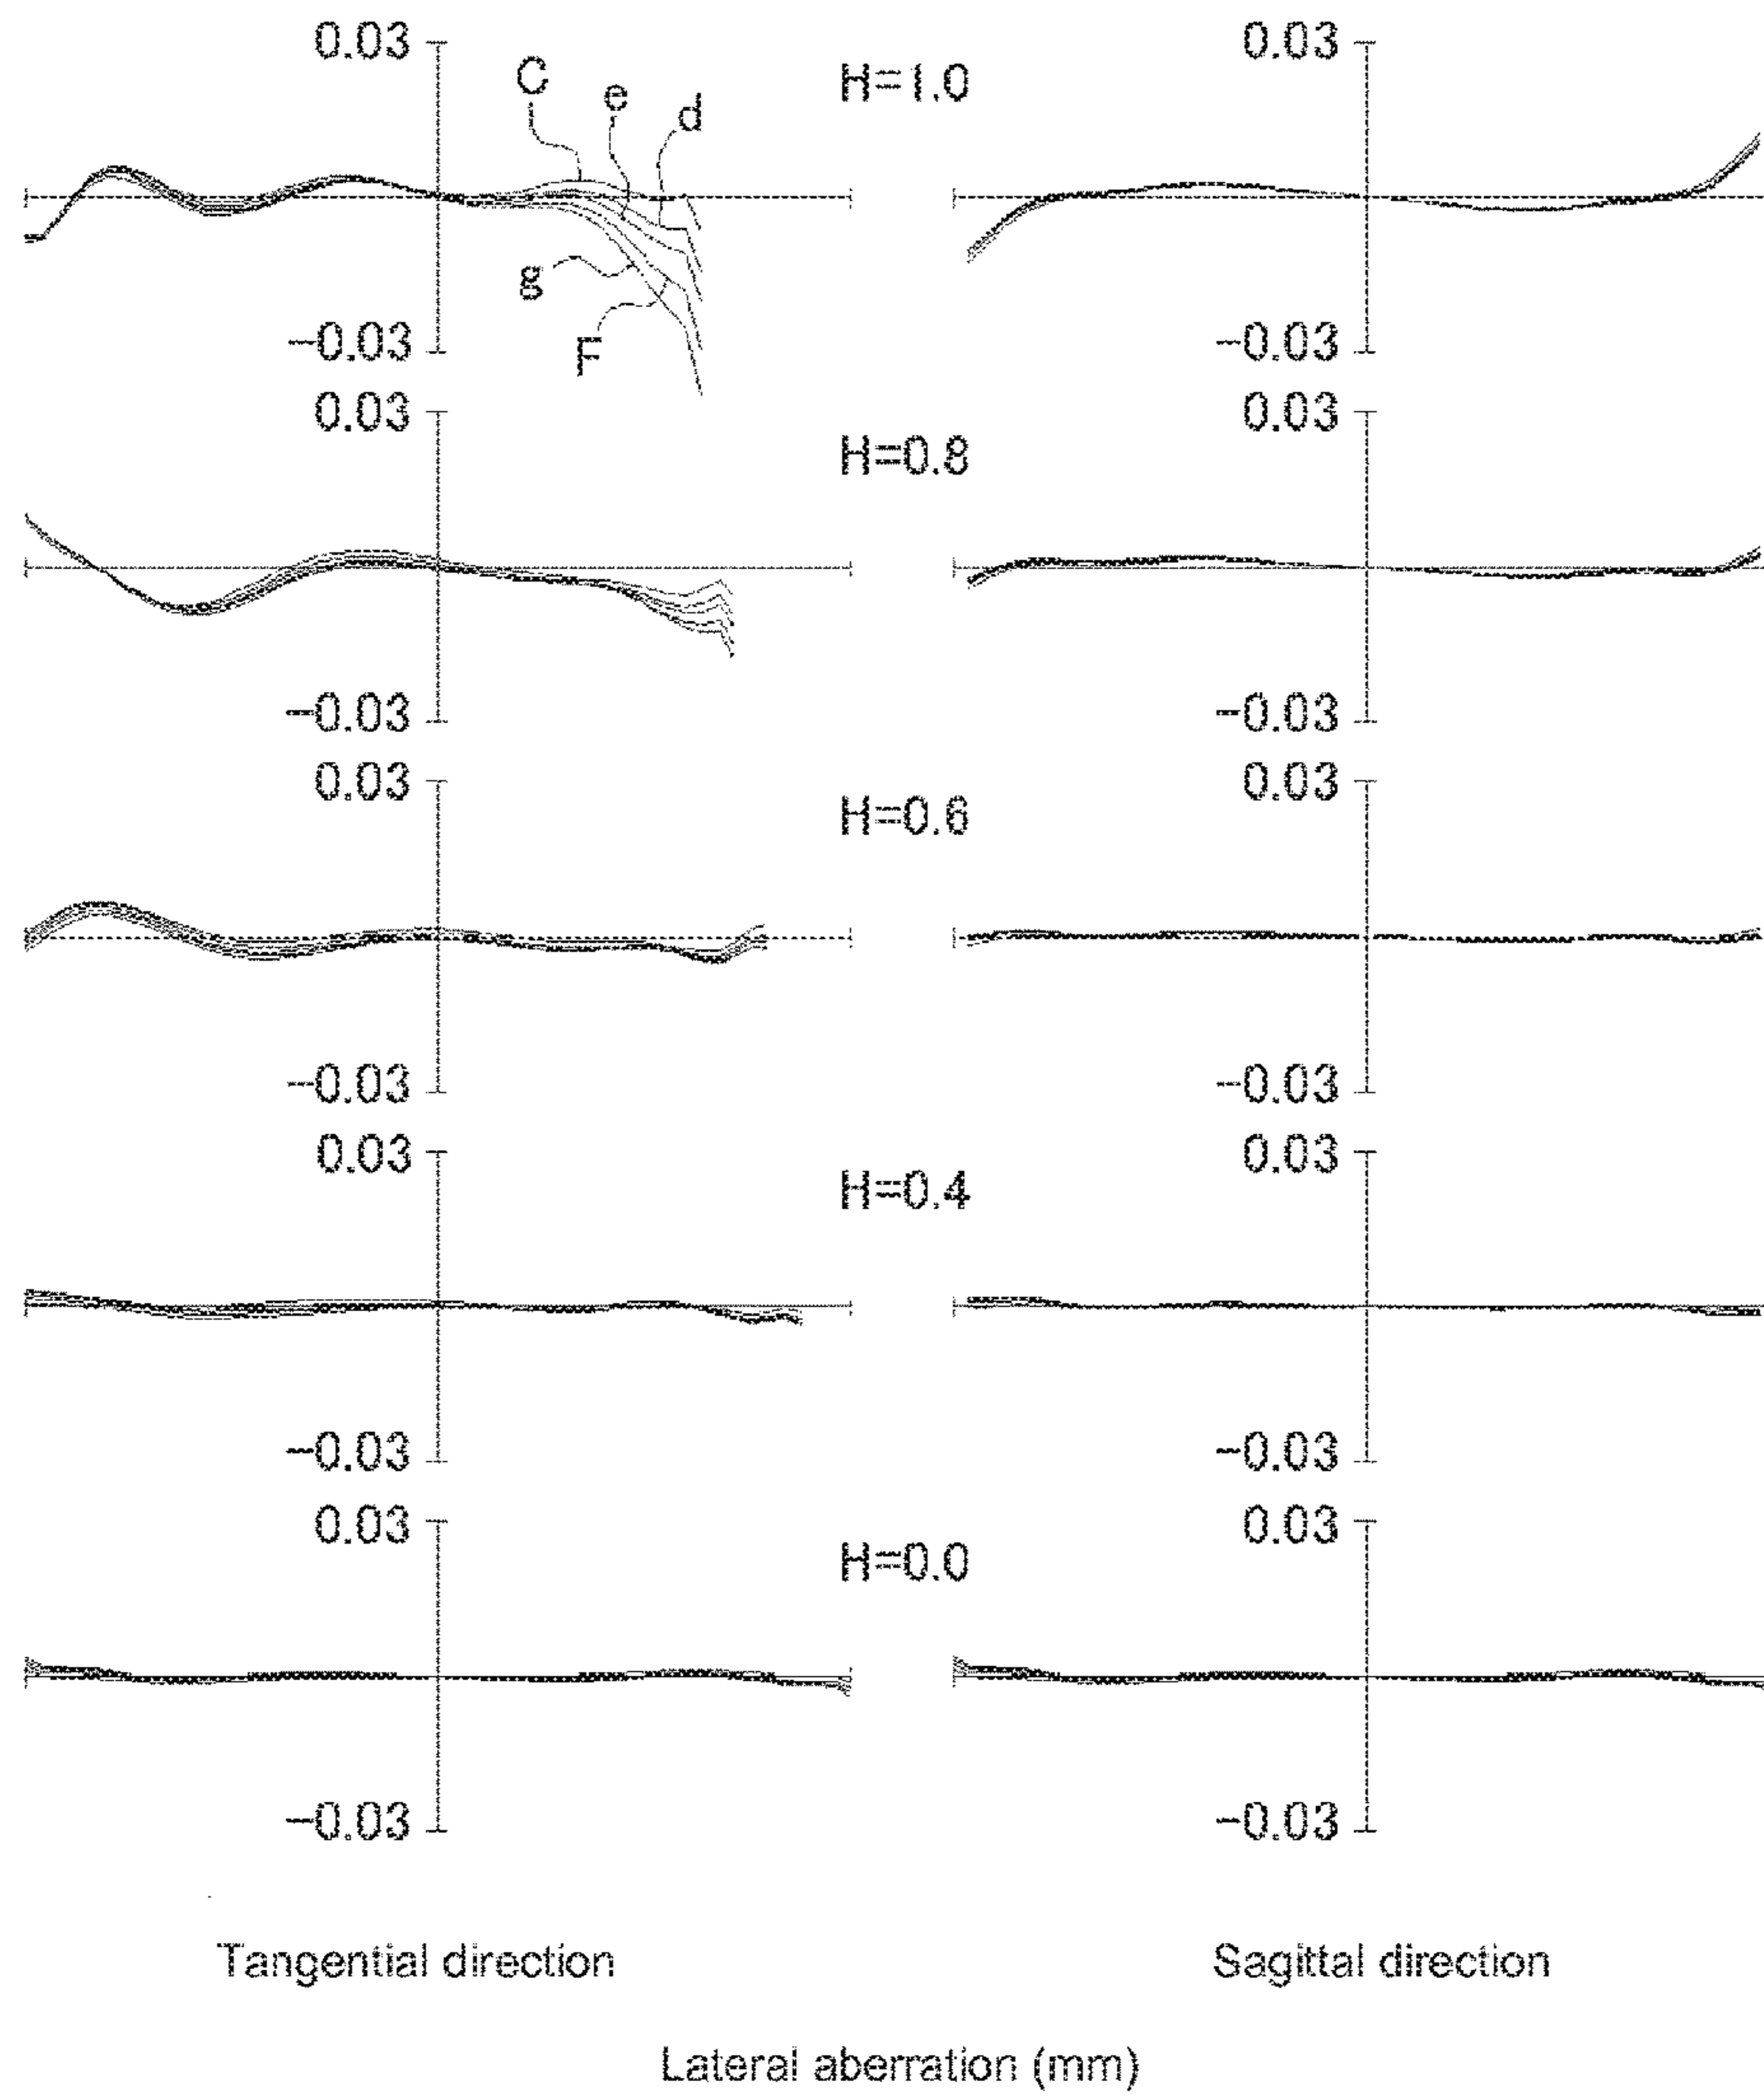 0.03 0.03
C e d H=1.0
g
F
−0.03 −0.03
0.03 0.03
H=0.8
−0.03 −0.03
0.03 0.03
H=0.6
−0.03 −0.03
0.03 0.03
H=0.4
−0.03 −0.03
0.03 0.03
H=0.0
−0.03 −0.03
Tangential direction Sagittal direction
Lateral aberration (mm)